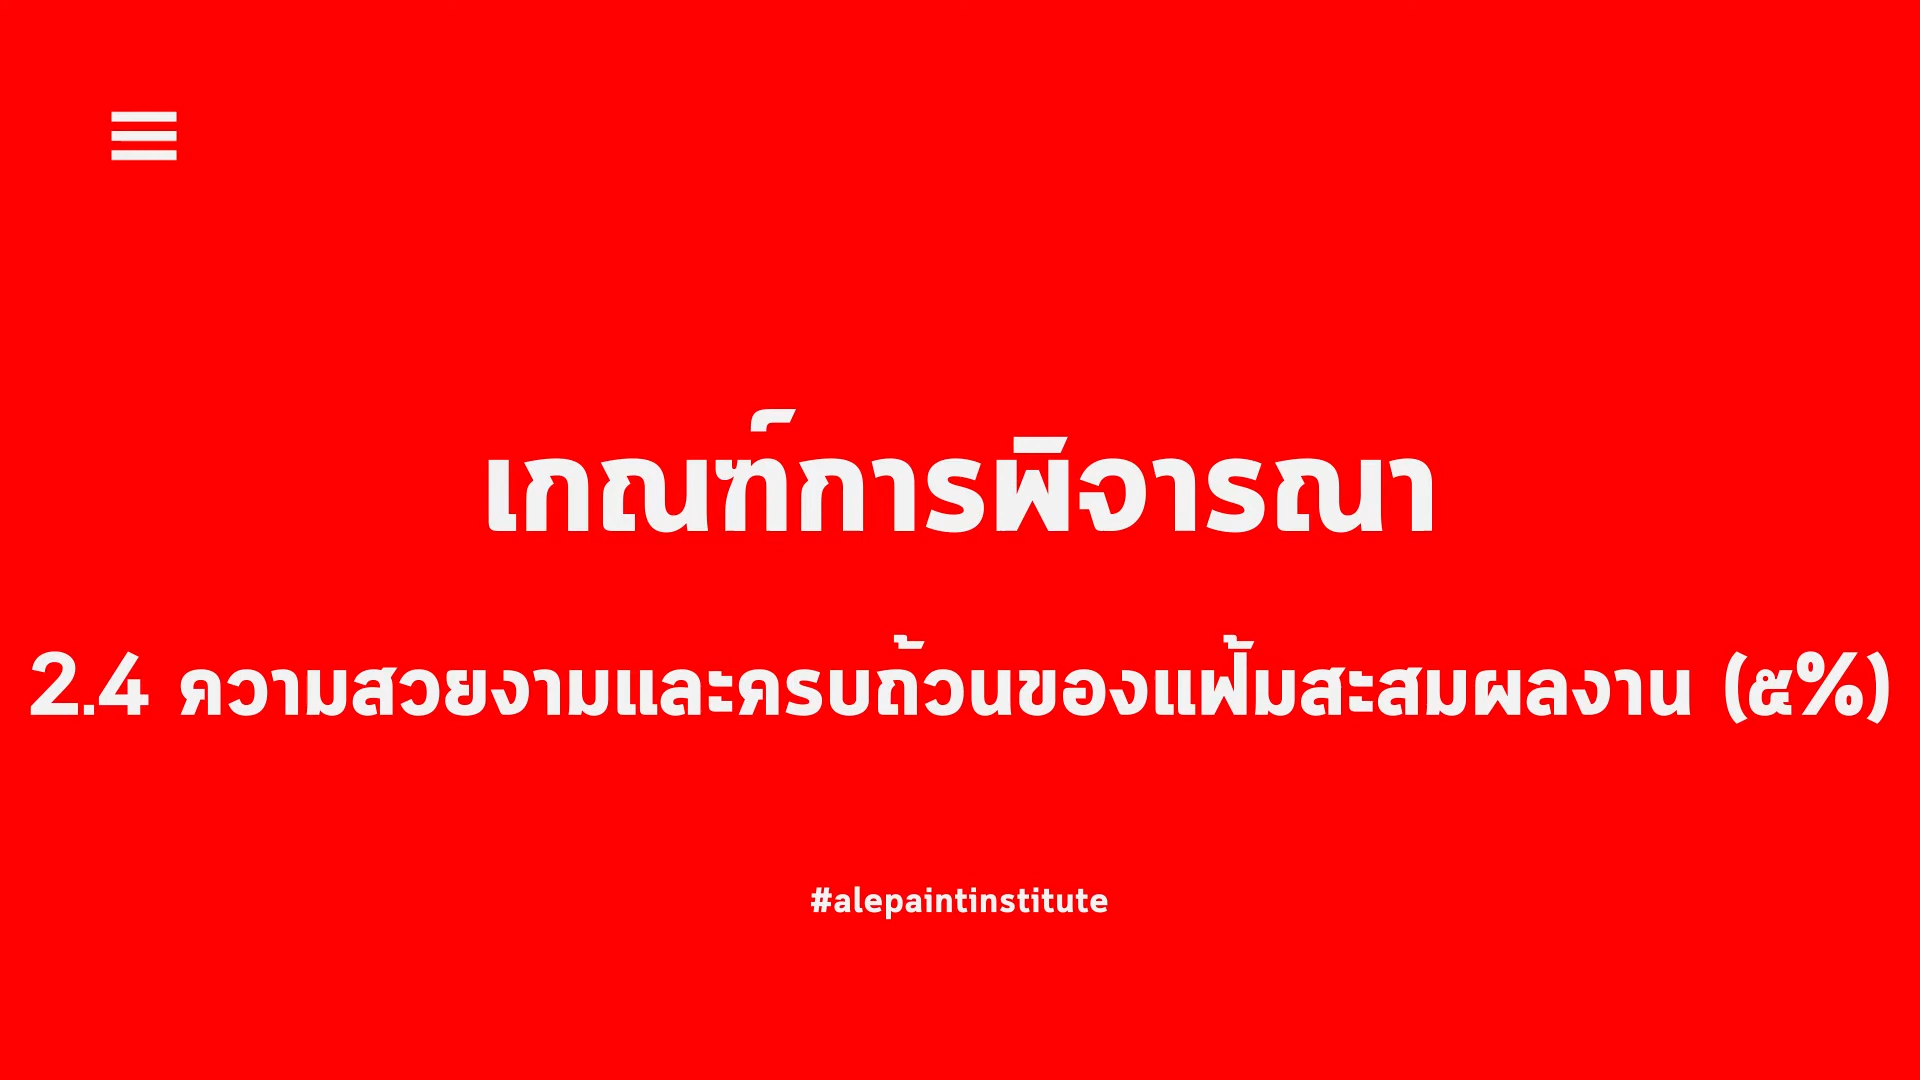 เกณฑ์การพิจารณา
2.4 ความสวยงามและครบถ้วนของแฟ้มสะสมผลงาน (๕%)
#alepaintinstitute